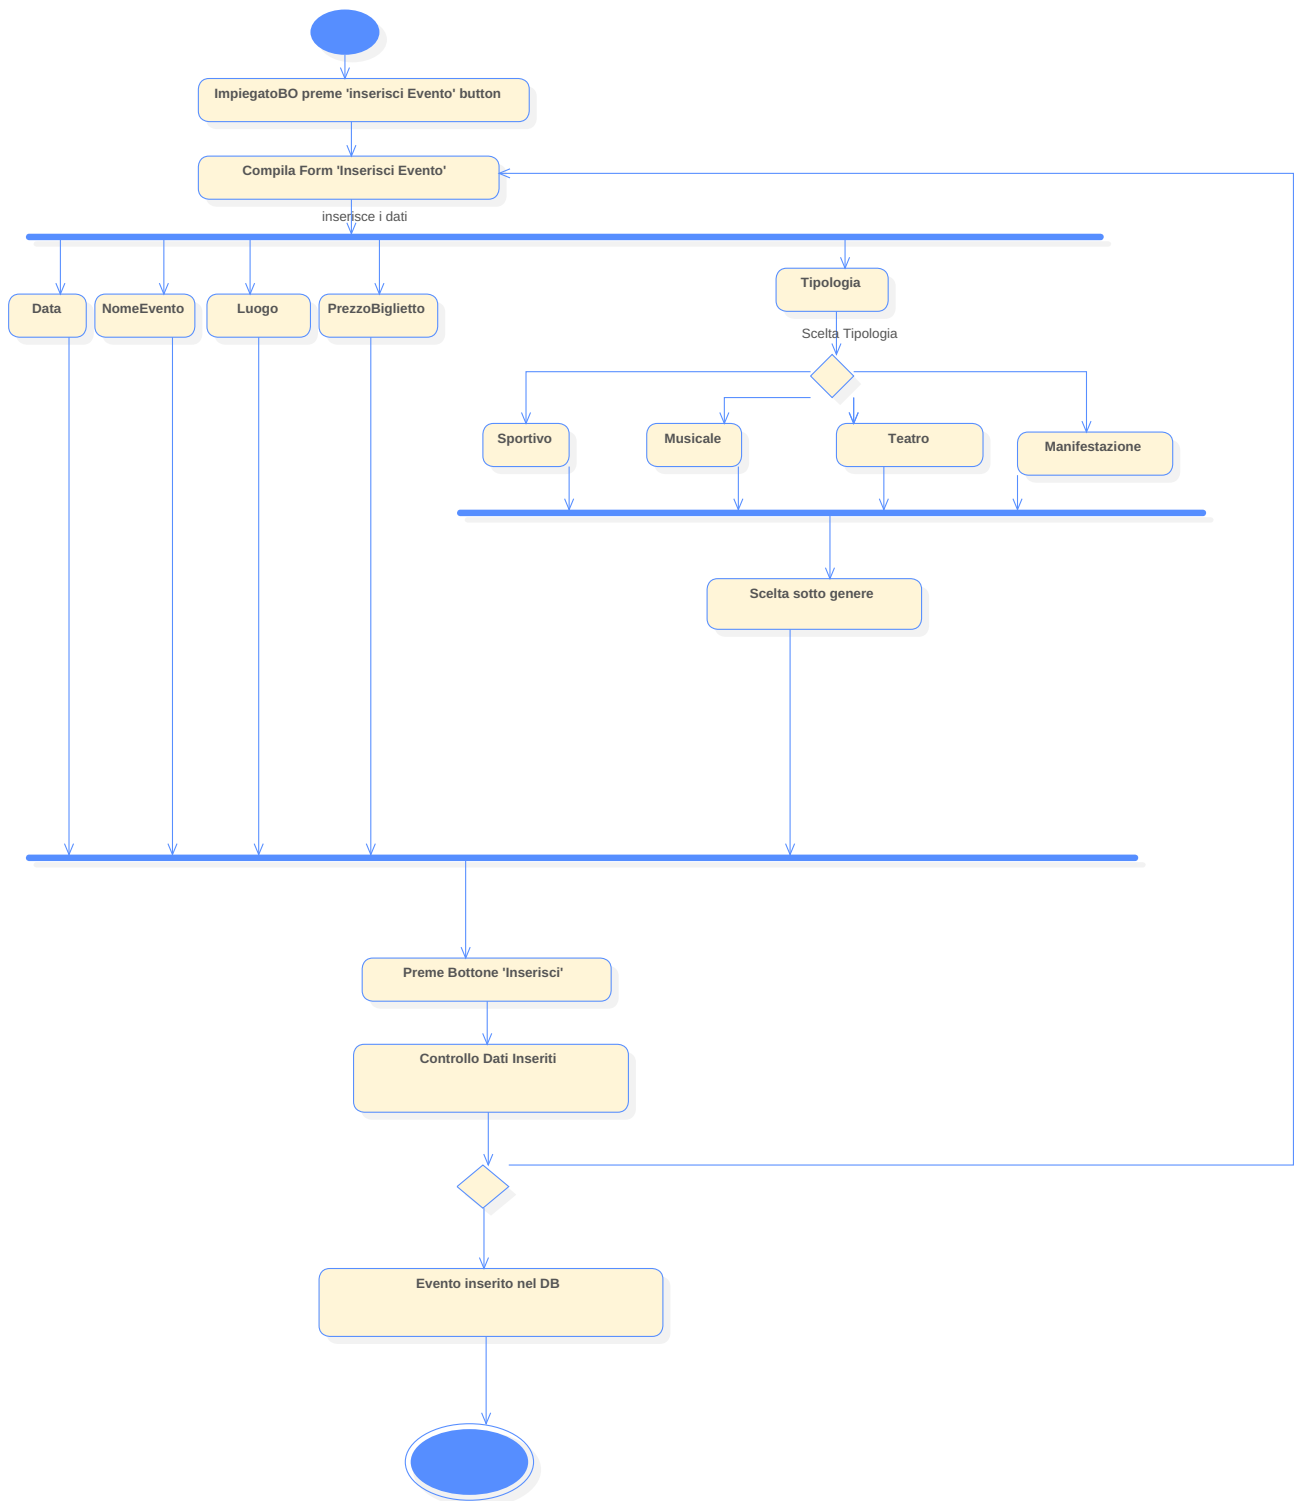 ImpiegatoBO preme 'inserisci Evento' button
Compila Form 'Inserisci Evento'
inserisce i dati
Tipologia
Data
NomeEvento
Luogo
PrezzoBiglietto
Scelta Tipologia
Sportivo
Musicale
Teatro
Manifestazione
Scelta sotto genere
Preme Bottone 'Inserisci'
Controllo Dati Inseriti
Evento inserito nel DB